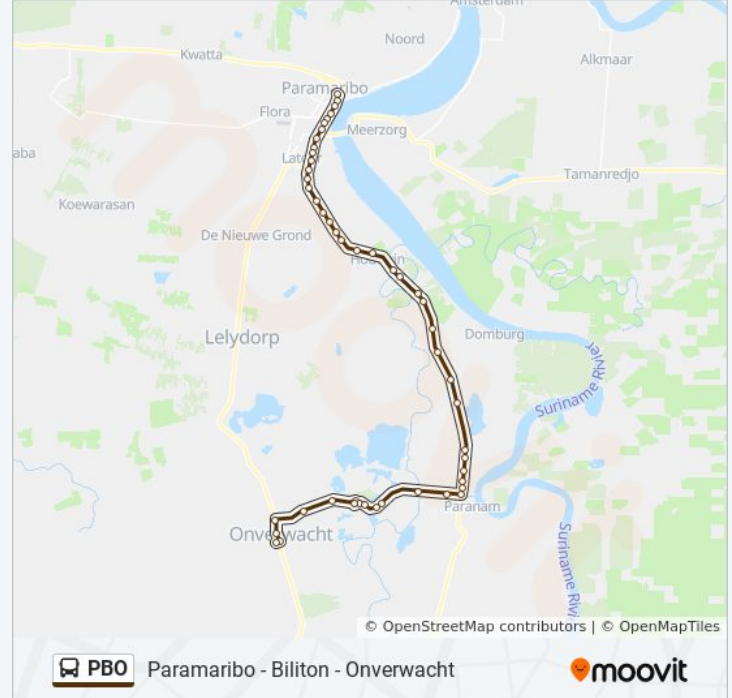 Amsterdam
Noord
Kwatta
Alkmaar
Paramaribo
Flora
Meerzorg
Latour
aba
Tamanredjo
Koewarasan
De Nieuwe Grond
Lelydorp
Domburg
Suriname Rivier
Paranam
Onverwacht
Suriname Rivi
© OpenStreetMap contributors | © OpenMapTiles
PBO Paramaribo - Biliton - Onverwacht
moovit